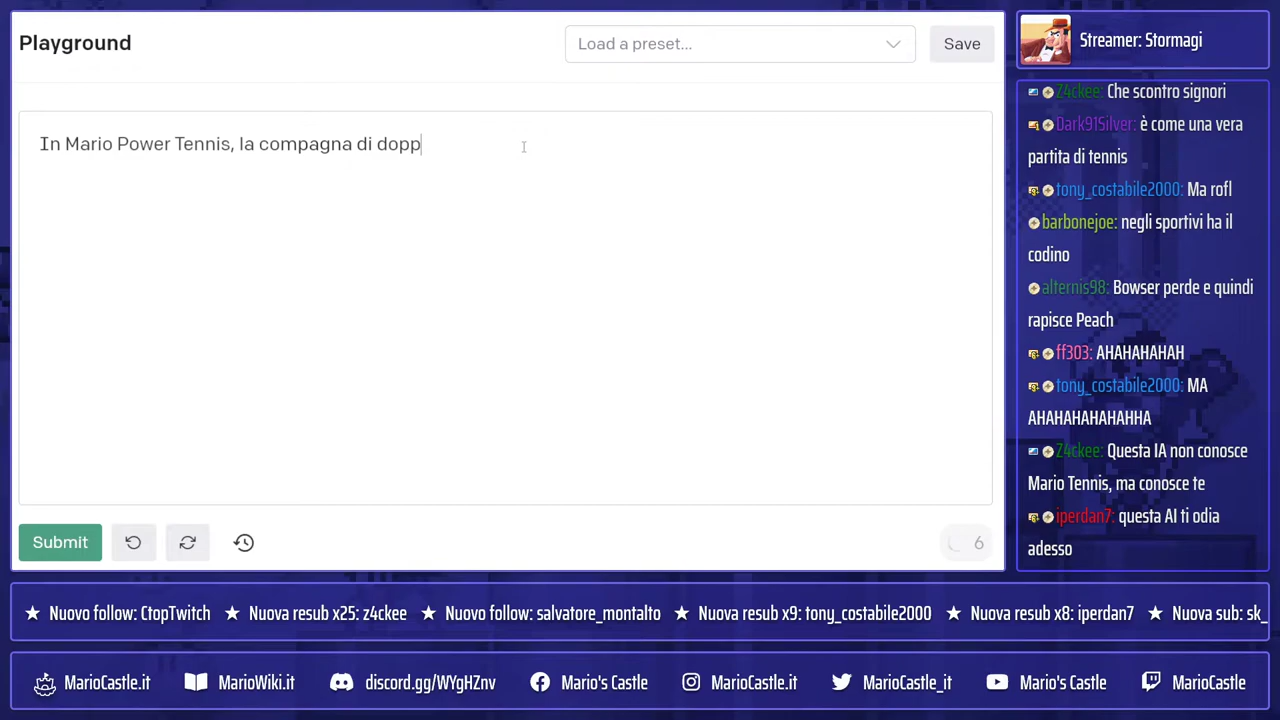 Playground
Load a preset...
Save
In Mario Power Tennis, la compagna di dopp
Submit
6
Streamer: Stormagi
Z4ckee: Che scontro signori
Dark91Silver: è come una vera
partita di tennis
tony_costabile2000: Ma rofl
barbonejoe: negli sportivi ha il
codino
alternis98: Bowser perde e quindi
rapisce Peach
ff303: AHAHAHAHAH
tony_costabile2000: MA
AHAHAHAHAHAHHA
Z4ckee: Questa IA non conosce
Mario Tennis, ma conosce te
iperdan7: questa AI ti odia
adesso
★ Nuovo follow: CtopTwitch ★ Nuova resub x25: z4ckee ★ Nuovo follow: salvatore_montalto ★ Nuova resub x9: tony_costabile2000 ★ Nuova resub x8: iperdan7 ★ Nuova sub: sk_
MarioCastle.it MarioWiki.it discord.gg/WYgHZnv Mario's Castle MarioCastle.it MarioCastle_it Mario's Castle MarioCastle